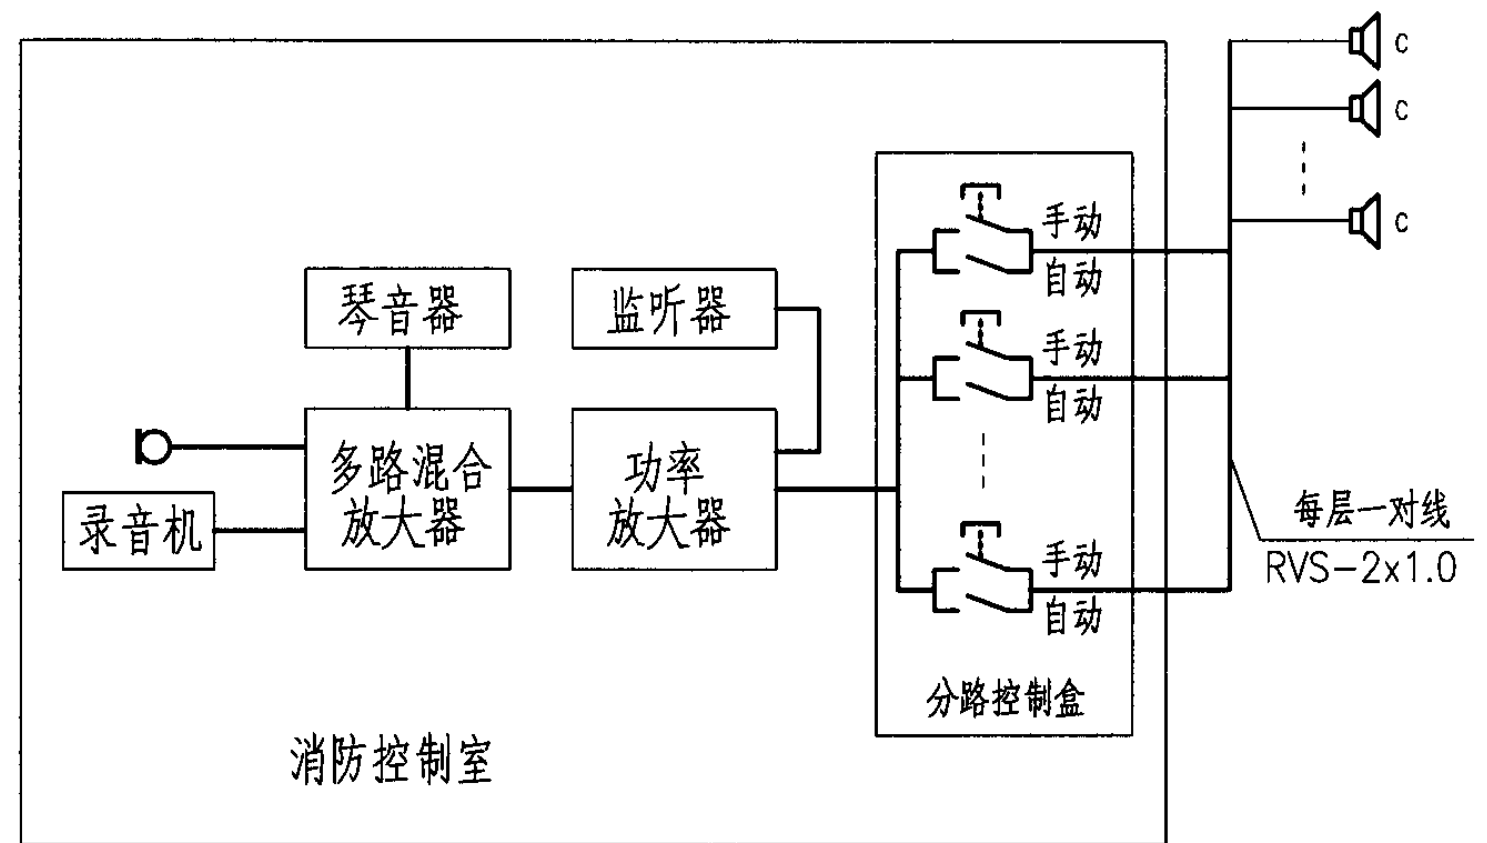 C
C
C
手动
自动
手动
自动
手动
自动
琴音器
监听器
多路混合
放大器
功率
放大器
录音机
每层一对线
RVS-2x1.0
分路控制盒
消防控制室